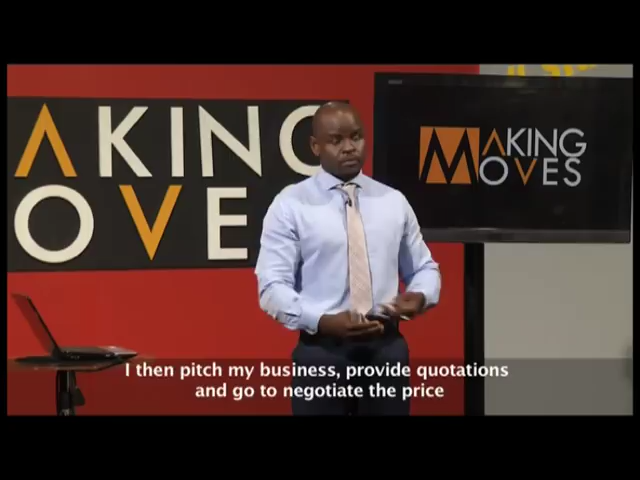 AKING
OVE
MAKING
MOVES
I then pitch my business, provide quotations
and go to negotiate the price